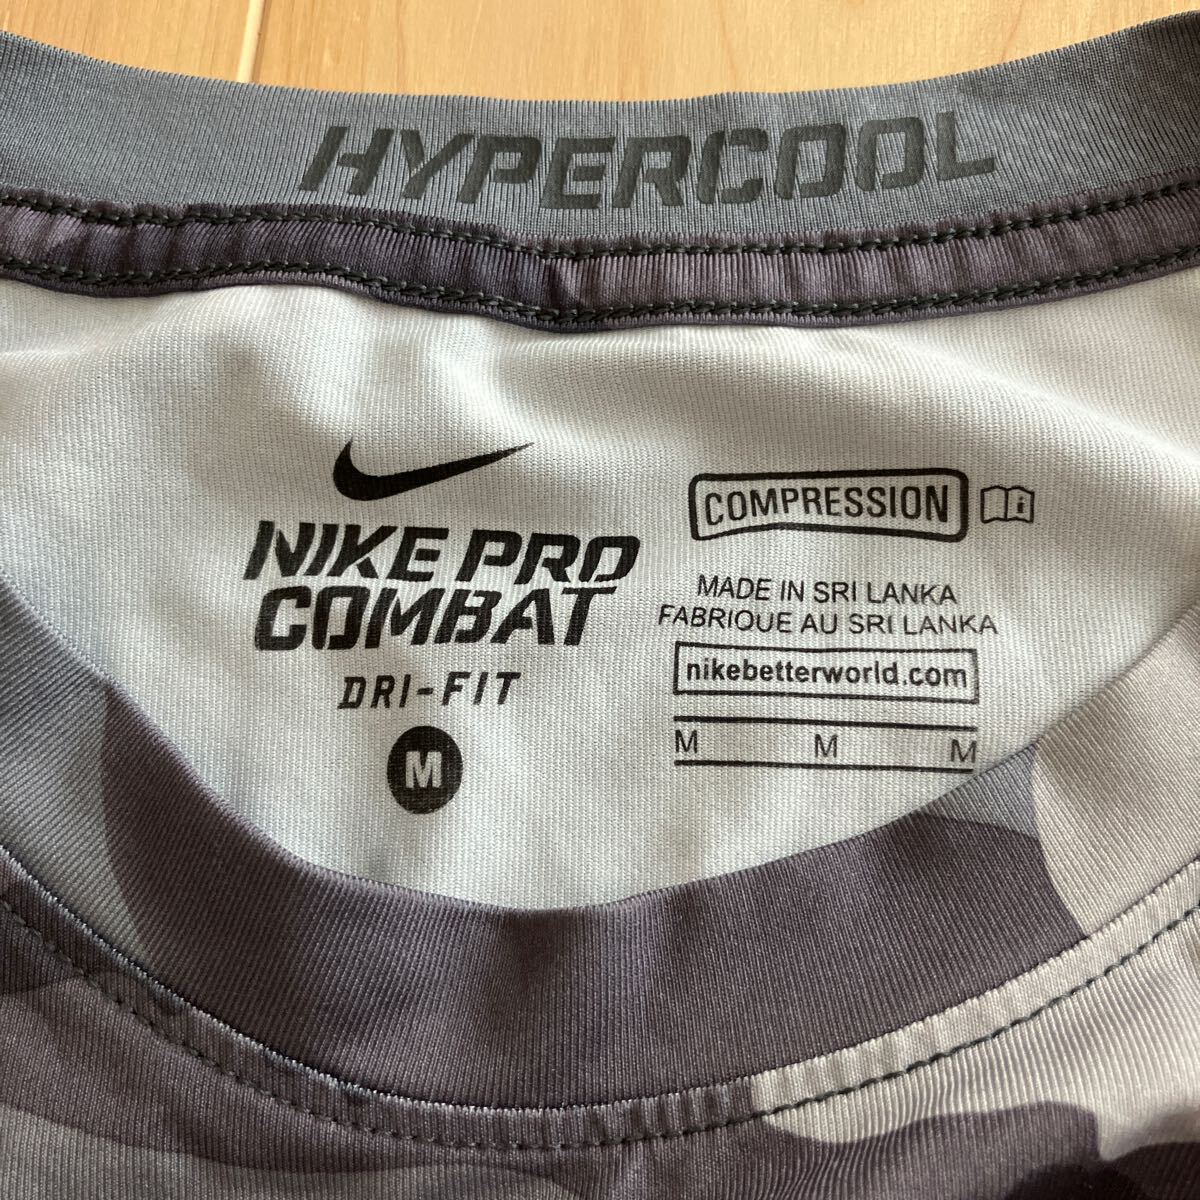 HYPERCOOL
NIKE PRO
COMBAT
DRI-FIT
M
COMPRESSION
MADE IN SRI LANKA
FABRIQUE AU SRI LANKA
nikebetterworld.com
M M M